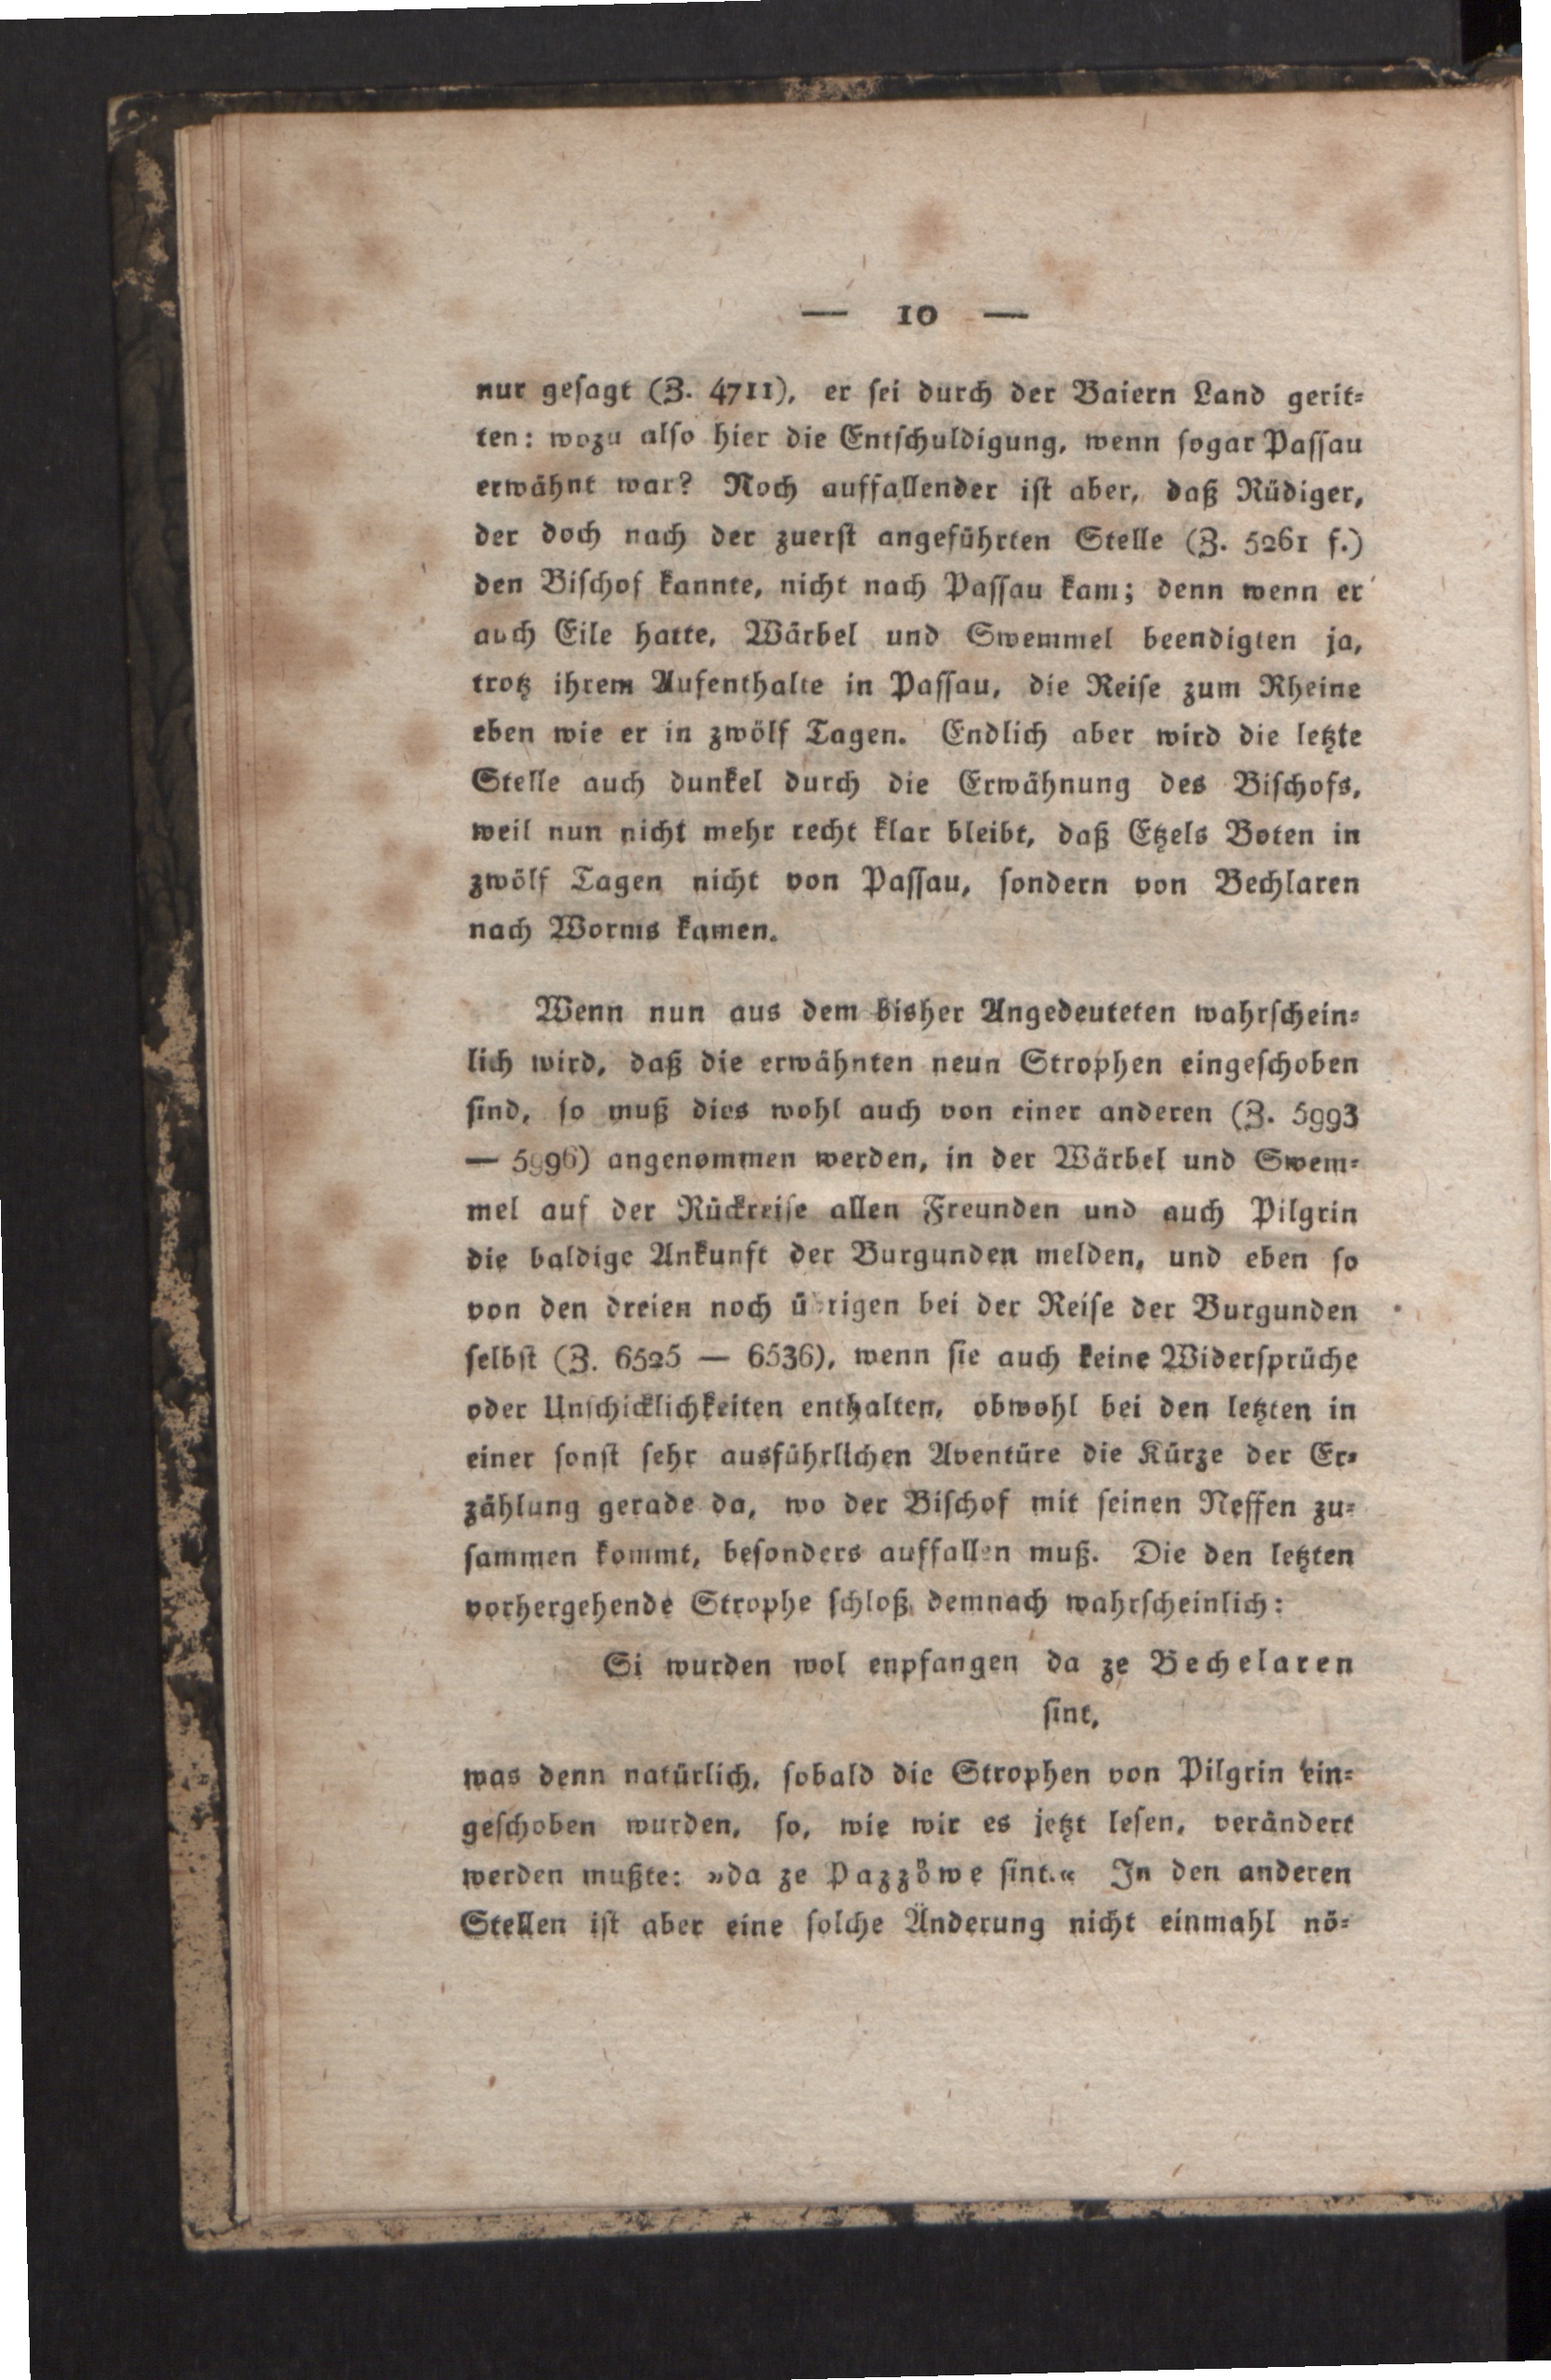 — 10 —
nur geſagt (Z. 4711), er ſei durch der Baiern Land gerit⸗
ten: wozu alſo hier die Entſchuldigung, wenn ſogar Paſſau
erwähnt war? Noch auffallender iſt aber, daß Rüdiger,
der doch nach der zuerſt angeführten Stelle (Z. 5261 f.)
den Biſchof kannte, nicht nach Paſſau kam; denn wenn er
auch Eile hatte, Wärbel und Swemmel beendigten ja,
trotz ihrem Aufenthalte in Paſſau, die Reiſe zum Rheine
eben wie er in zwölf Tagen. Endlich aber wird die letzte
Stelle auch dunkel durch die Erwähnung des Biſchofs,
weil nun nicht mehr recht klar bleibt, daß Etzels Boten in
zwölf Tagen nicht von Paſſau, ſondern von Bechlaren
nach Worms kamen.
Wenn nun aus dem bisher Angedeuteten wahrſchein⸗
lich wird, daß die erwähnten neun Strophen eingeſchoben
ſind, ſo muß dies wohl auch von einer anderen (Z. 5993
— 5996) angenommen werden, in der Wärbel und Swem⸗
mel auf der Rückreiſe allen Freunden und auch Pilgrin
die baldige Ankunft der Burgunden melden, und eben ſo
von den dreien noch übrigen bei der Reiſe der Burgunden
ſelbſt (Z. 6525 — 6536), wenn ſie auch keine Widerſprüche
oder Unſchicklichkeiten enthalten, obwohl bei den letzten in
einer ſonſt ſehr ausführlichen Aventüre die Kürze der Er⸗
zählung gerade da, wo der Biſchof mit ſeinen Neffen zu⸗
ſammen kommt, beſonders auffallen muß. Die den letzten
vorhergehende Strophe ſchloß demnach wahrſcheinlich:
Si wurden wol enpfangen da ze Bechelaren
ſint,
was denn natürlich, ſobald die Strophen von Pilgrin ein⸗
geſchoben wurden, ſo, wie wir es jetzt leſen, verändert
werden mußte: »da ze Pazzöwe ſint.« In den anderen
Stellen iſt aber eine ſolche Änderung nicht einmahl nö⸗